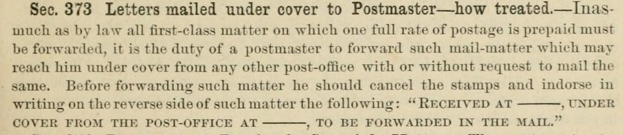 Sec. 373 Letters mailed under cover to Postmaster—how treated.—Inas-
much as by law all first-class matter on which one full rate of postage is prepaid must
be forwarded, it is the duty of a postmaster to forward such mail-matter which may
reach him under cover from any other post-office with or without request to mail the
same. Before forwarding such matter he should cancel the stamps and indorse in
writing on the reverse side of such matter the following: "RECEIVED AT ———, UNDER
COVER FROM THE POST-OFFICE AT ———, TO BE FORWARDED IN THE MAIL."